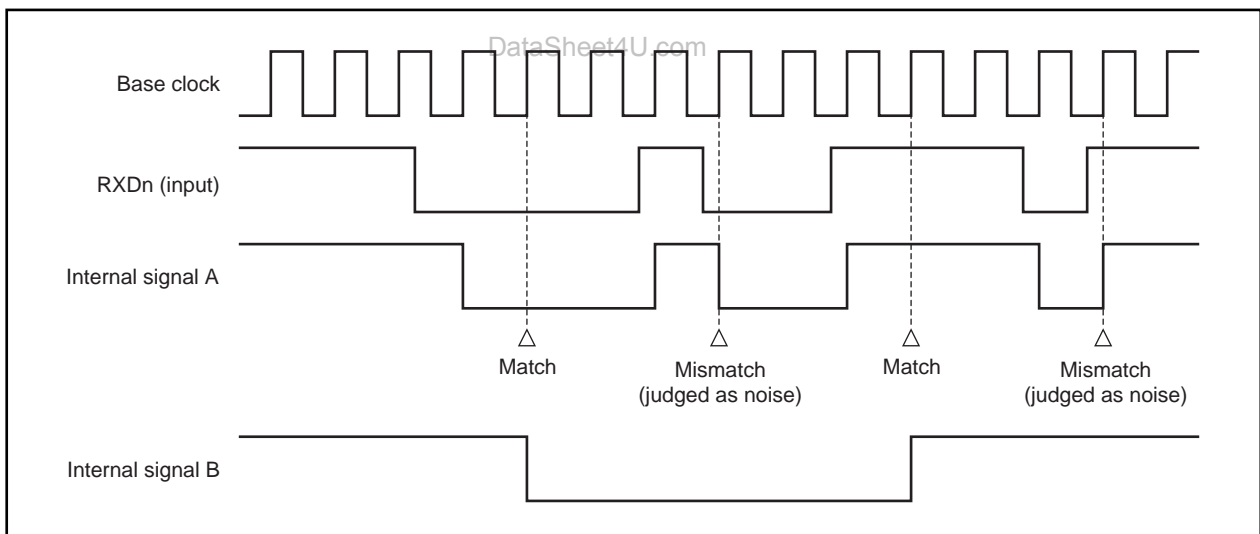 DataSheet4U.com
Base clock
RXDn (input)
Internal signal A
Match
Mismatch
(judged as noise)
Match
Mismatch
(judged as noise)
Internal signal B